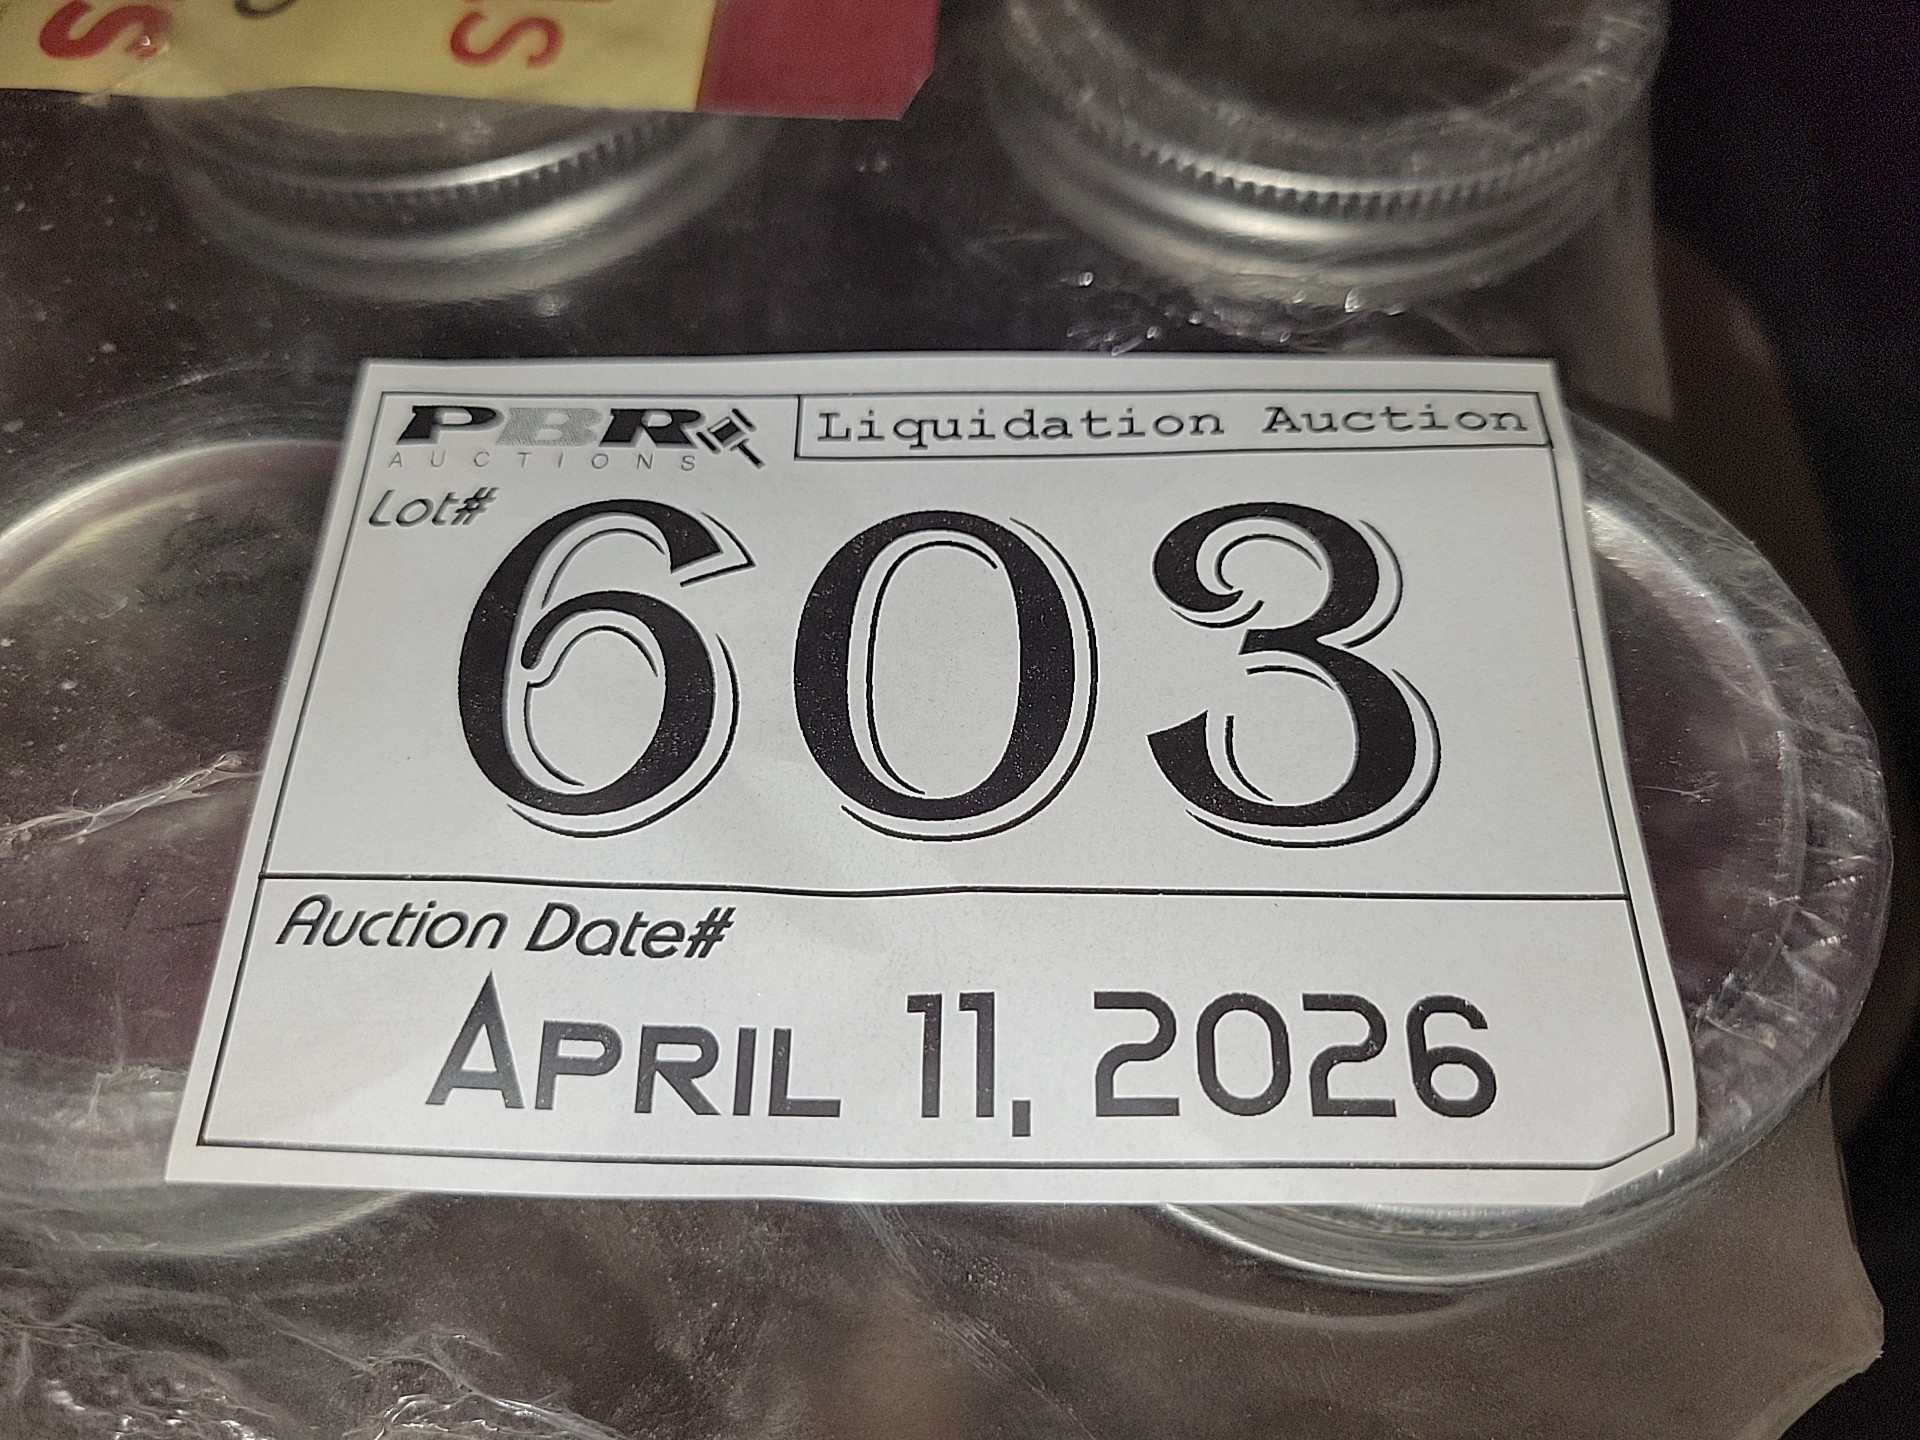 PBR
AUCTIONS
Liquidation Auction
Lot#
603
Auction Date#
APRIL 11, 2026